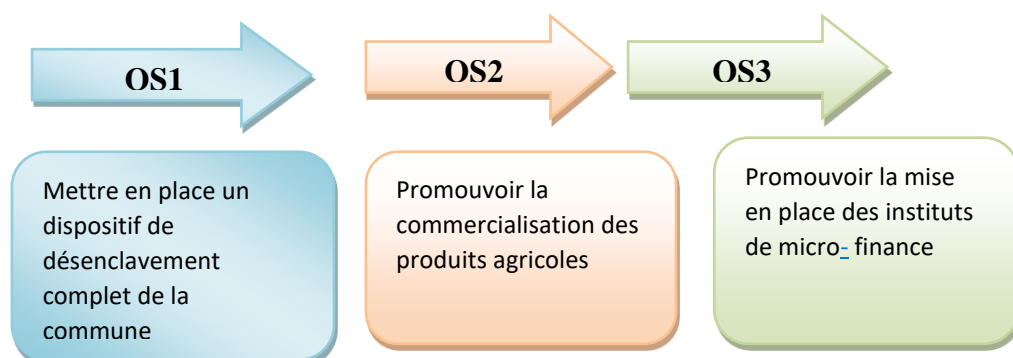 OS1
OS2
OS3
Mettre en place un
dispositif de
désenclavement
complet de la
commune
Promouvoir la
commercialisation des
produits agricoles
Promouvoir la mise
en place des instituts
de micro- finance